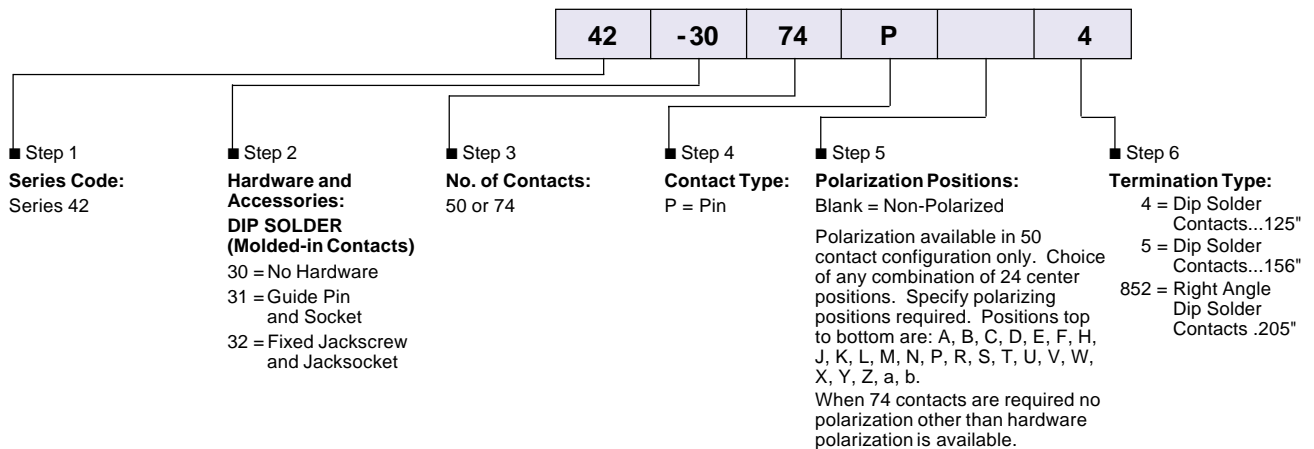 42 -30 74 P 4
■ Step 1
Series Code:
Series 42
■ Step 2
Hardware and
Accessories:
DIP SOLDER
(Molded-in Contacts)
30 = No Hardware
31 = Guide Pin
and Socket
32 = Fixed Jackscrew
and Jacksocket
■ Step 3
No. of Contacts:
50 or 74
■ Step 4
Contact Type:
P = Pin
■ Step 5
Polarization Positions:
Blank = Non-Polarized
Polarization available in 50
contact configuration only. Choice
of any combination of 24 center
positions. Specify polarizing
positions required. Positions top
to bottom are: A, B, C, D, E, F, H,
J, K, L, M, N, P, R, S, T, U, V, W,
X, Y, Z, a, b.
When 74 contacts are required no
polarization other than hardware
polarization is available.
■ Step 6
Termination Type:
4 = Dip Solder
Contacts...125"
5 = Dip Solder
Contacts...156"
852 = Right Angle
Dip Solder
Contacts .205"